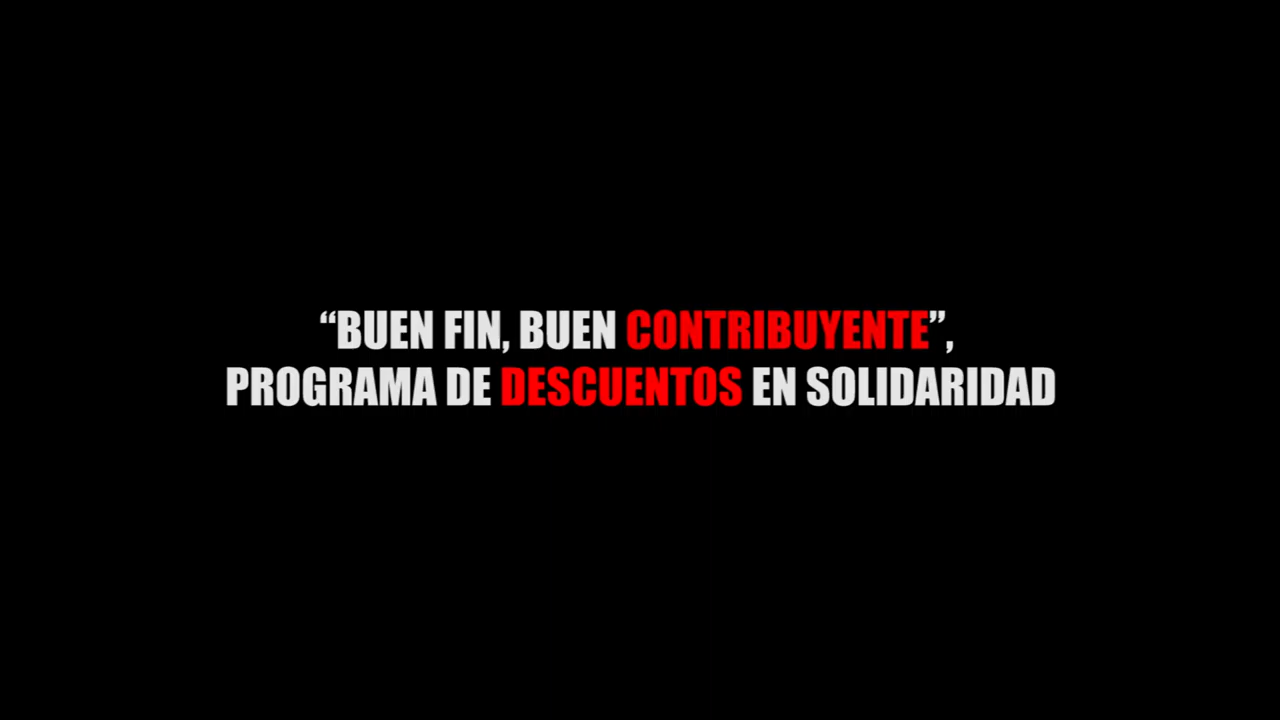 “BUEN FIN, BUEN CONTRIBUYENTE”,
PROGRAMA DE DESCUENTOS EN SOLIDARIDAD